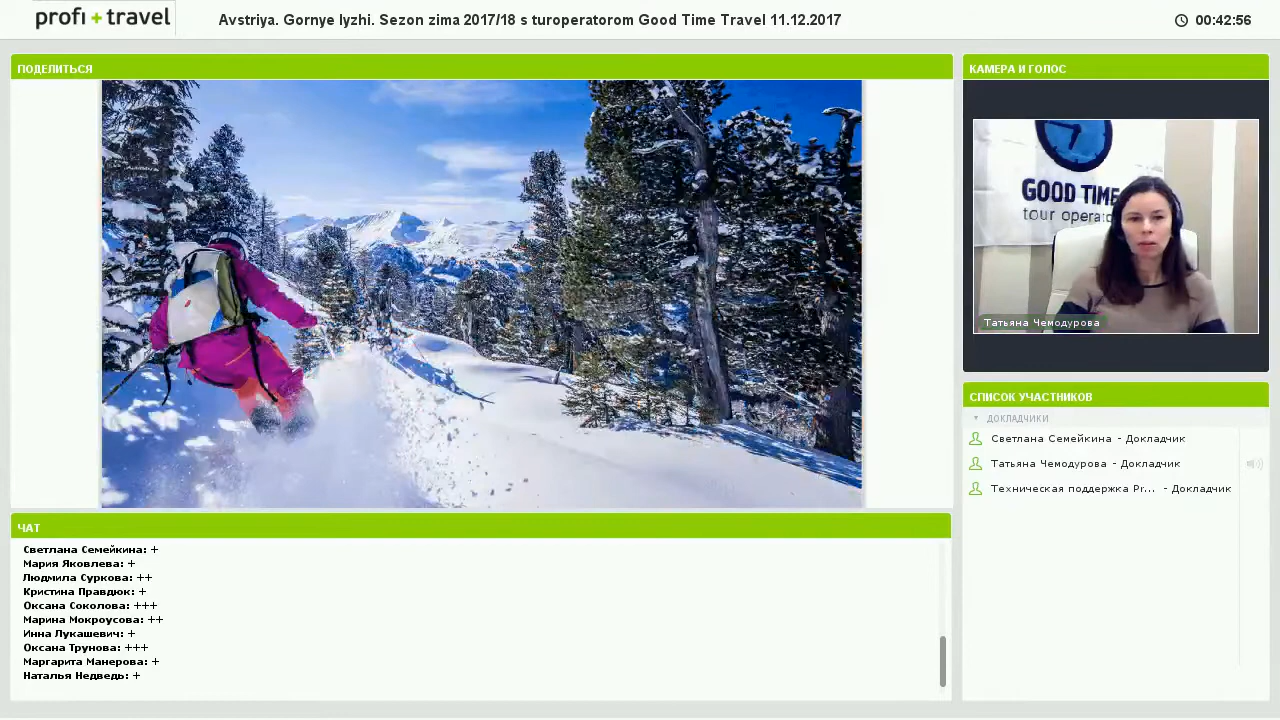 profi + travel
Avstriya. Gornye lyzhi. Sezon zima 2017/18 s turoperatorom Good Time Travel 11.12.2017
00:42:56
ПОДЕЛИТЬСЯ
КАМЕРА И ГОЛОС
GOOD TIME
tour operator
Татьяна Чемодурова
СПИСОК УЧАСТНИКОВ
ДОКЛАДЧИКИ
Светлана Семейкина - Докладчик
Татьяна Чемодурова - Докладчик
Техническая поддержка Pr... - Докладчик
ЧАТ
Светлана Семейкина: +
Мария Яковлева: +
Людмила Суркова: ++
Кристина Правдюк: +
Оксана Соколова: +++
Марина Мокроусова: ++
Инна Лукашевич: +
Оксана Трунова: +++
Маргарита Манерова: +
Наталья Недведь: +